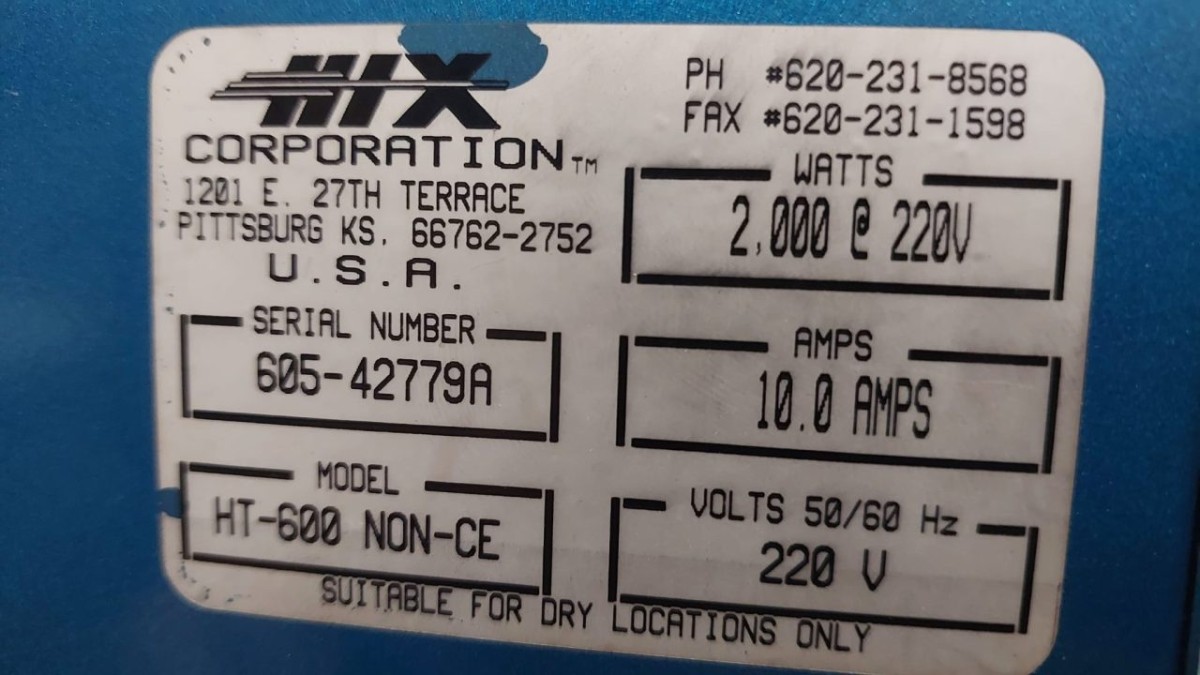 HIX
CORPORATION™
1201 E. 27TH TERRACE
PITTSBURG KS. 66762-2752
U.S.A.
PH #620-231-8568
FAX #620-231-1598
WATTS
2,000 @ 220V
SERIAL NUMBER
605-42779A
AMPS
10.0 AMPS
MODEL
HT-600 NON-CE
VOLTS 50/60 Hz
220 V
SUITABLE FOR DRY LOCATIONS ONLY